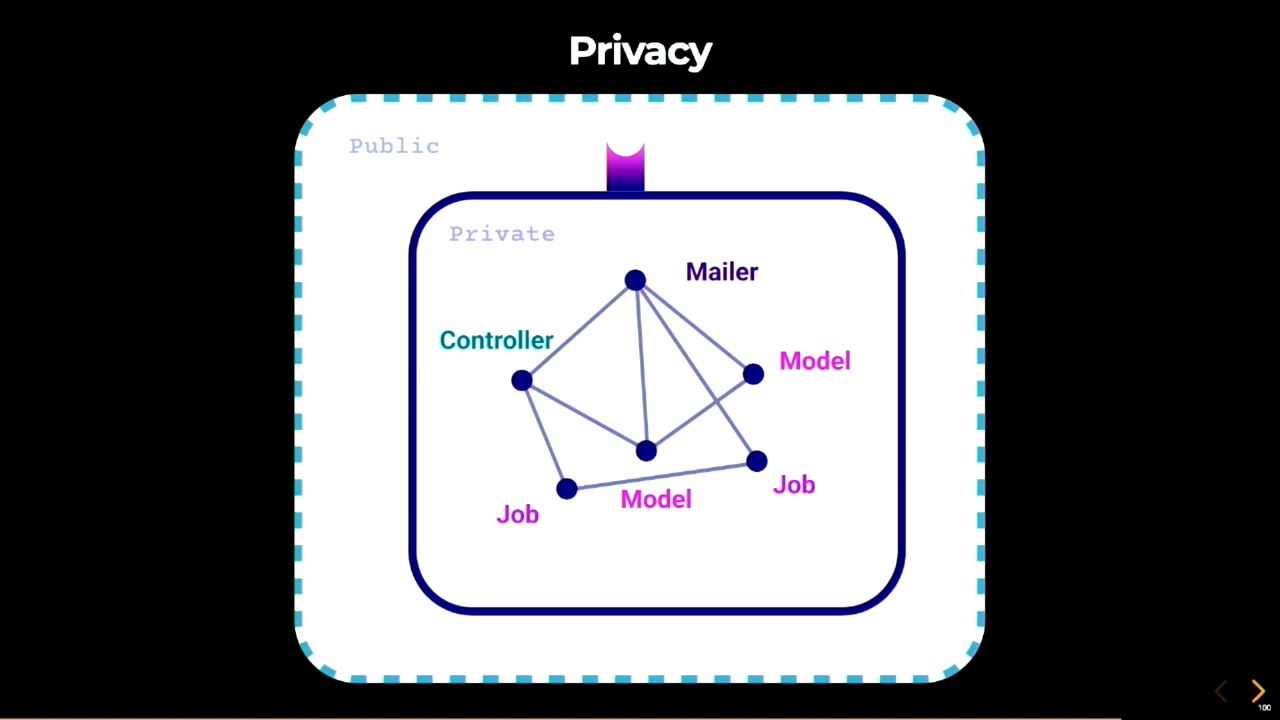 Privacy
Public
Private
Mailer
Controller
Model
Job
Model
Job
100